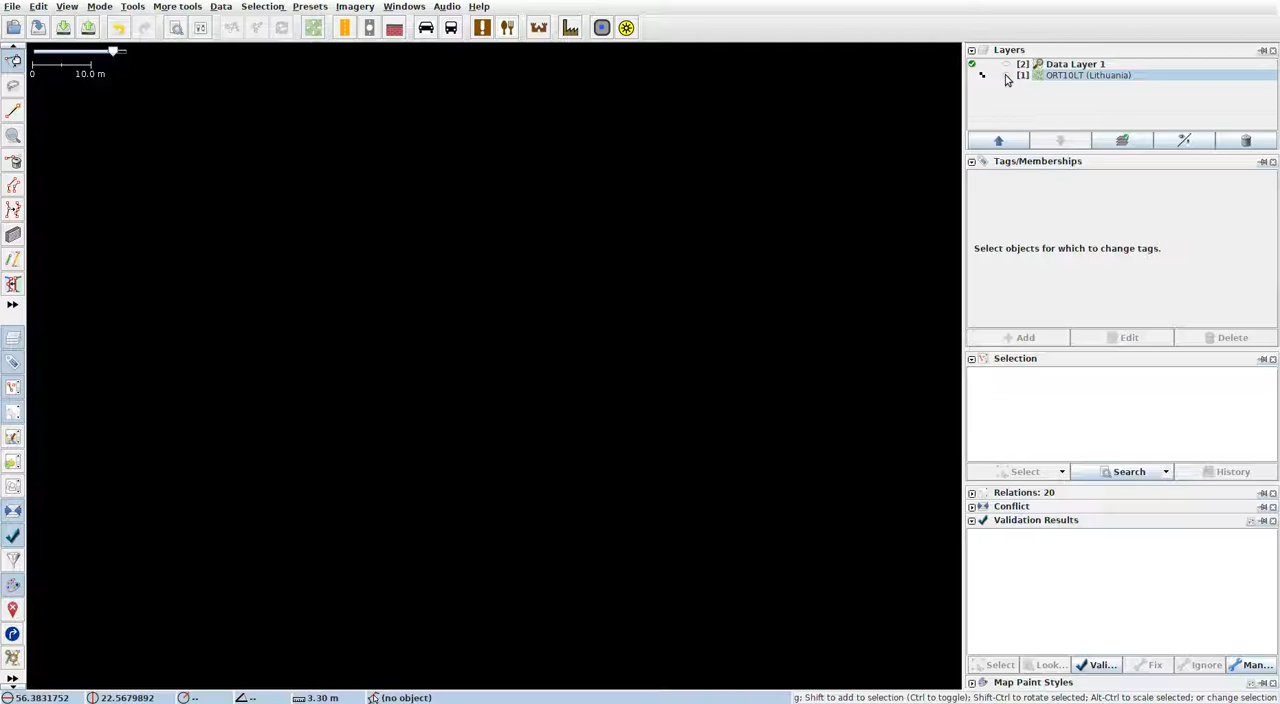 File Edit View Mode Tools More tools Data Selection Presets Imagery Windows Audio Help
0 10.0 m
Layers
[2] Data Layer 1
[1] ORT10LT (Lithuania)
Tags/Memberships
Select objects for which to change tags.
Add Edit Delete
Selection
Select Search History
Relations: 20
Conflict
Validation Results
Select Look... Vali... Fix Ignore Man...
Map Paint Styles
56.3831752 22.5679892 -- -- 3.30 m (no object) g; Shift to add to selection (Ctrl to toggle); Shift-Ctrl to rotate selected; Alt-Ctrl to scale selected; or change selection